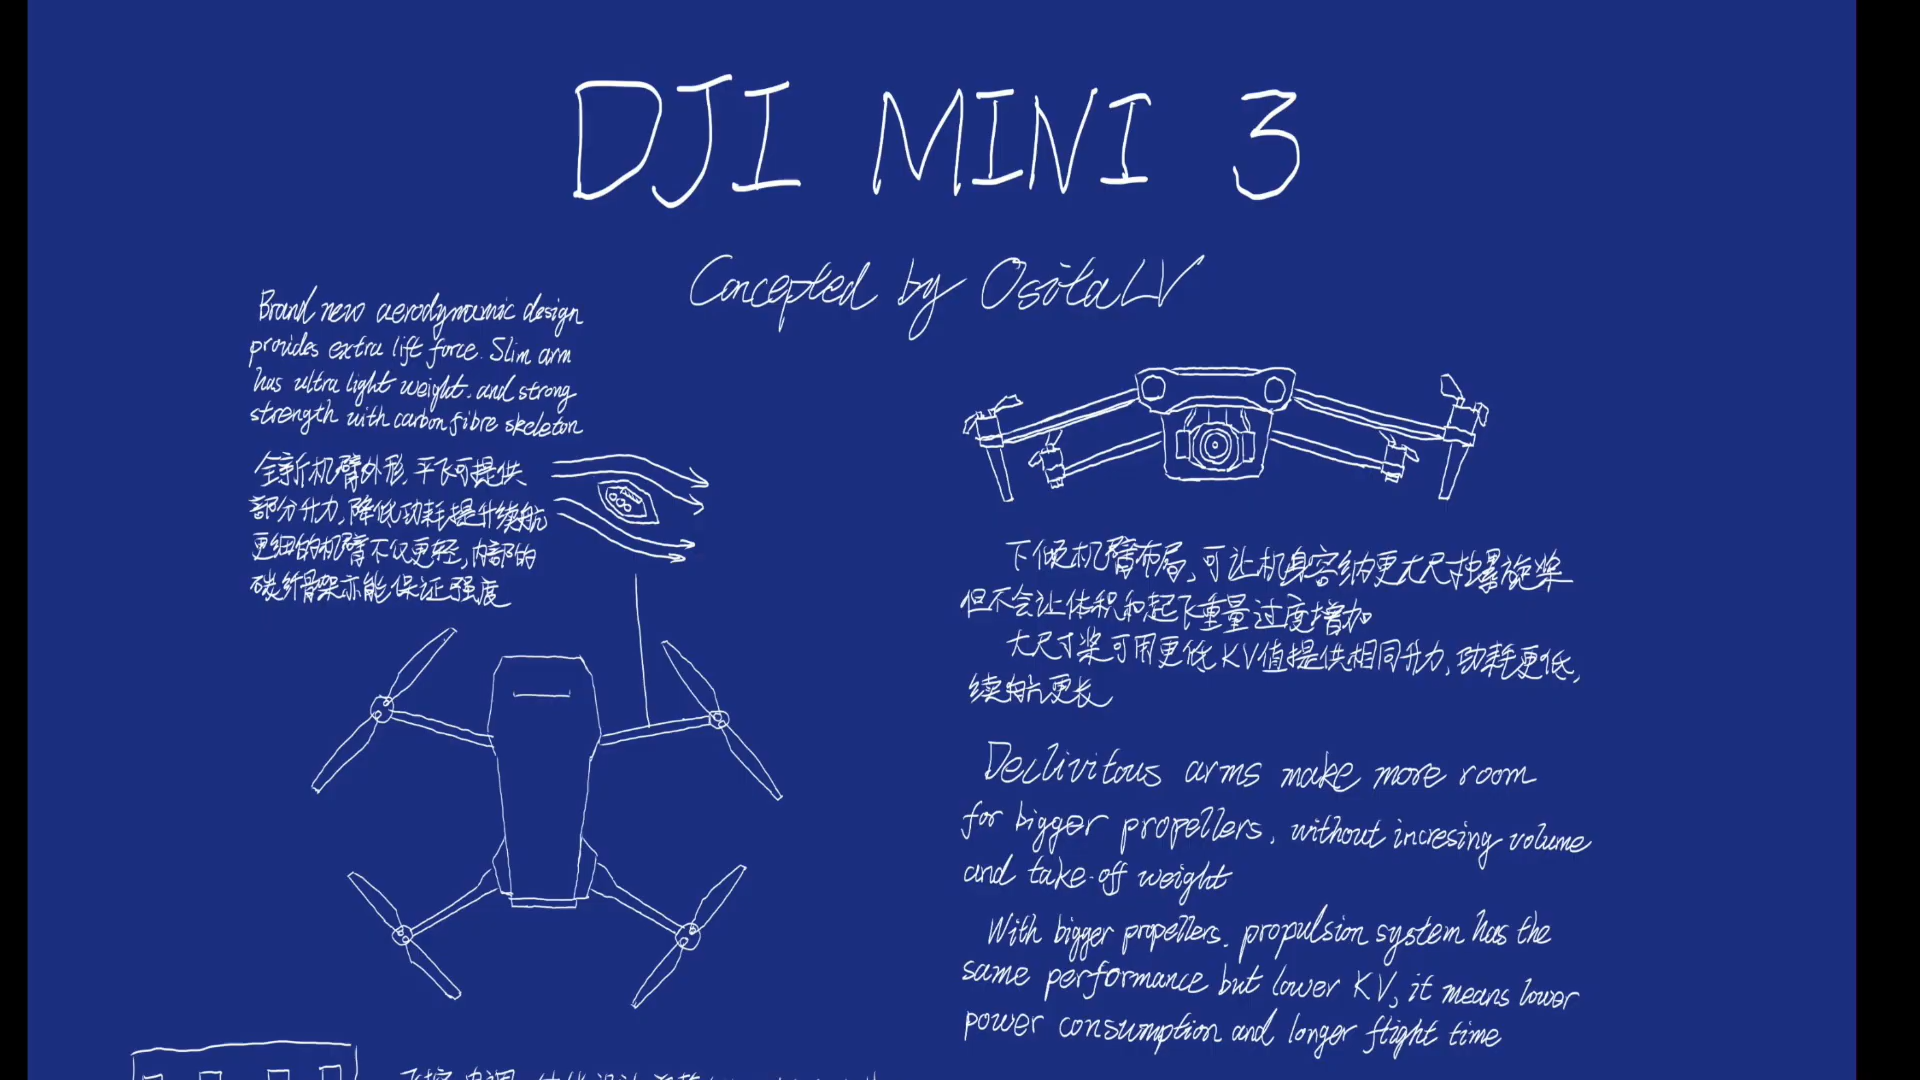 DJI MINI 3
Concepted by OsitaLV
Brand new aerodynamic design
provides extra lift force. Slim arm
has ultra light weight. and strong
strength with carbon fibre skeleton
全新机臂外形,平飞可提供
部分升力,降低功耗提升续航
更细的机臂不仅更轻,内部的
碳纤骨架亦能保证强度
下倾机臂布局,可让机身容纳更大尺寸螺旋桨
但不会让体积和起飞重量过度增加
大尺寸桨可用更低KV值提供相同升力,功耗更低,
续航更长
Declivitous arms make more room
for bigger propellers, without incresing volume
and take-off weight
With bigger propellers, propulsion system has the
same performance but lower KV, it means lower
power consumption and longer flight time